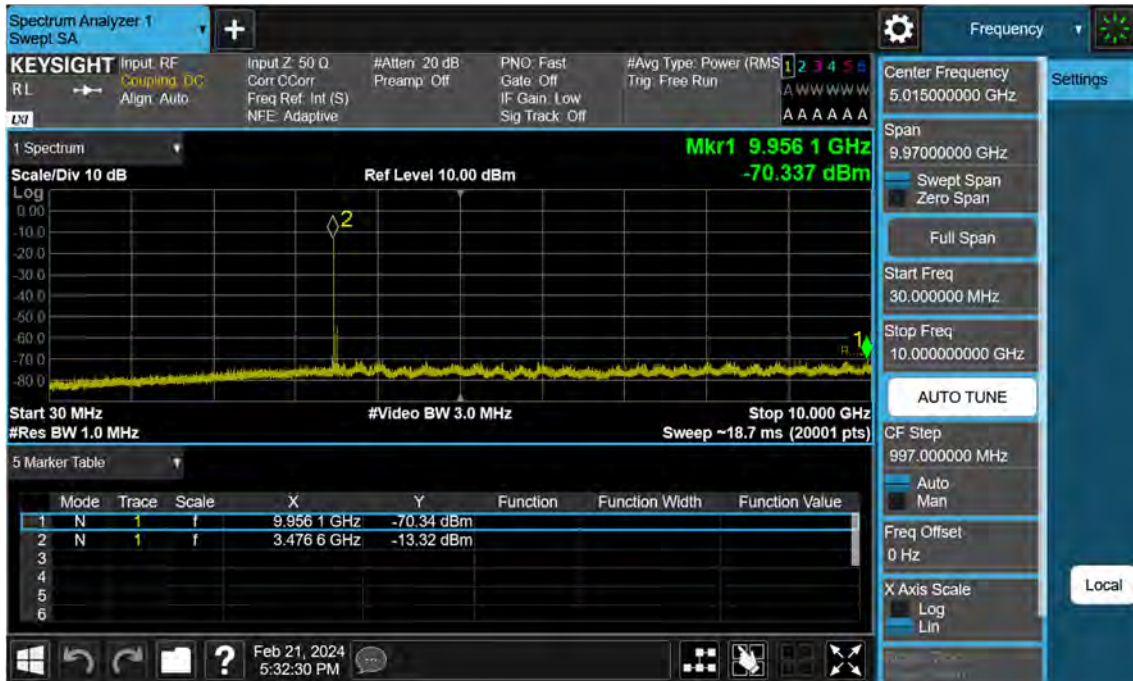 Spectrum Analyzer 1
Swept SA
+
Frequency
KEYSIGHT
RL
LXI
Input: RF
Coupling: DC
Align: Auto
Input Z: 50 Ω
Corr CCorr
Freq Ref: Int (S)
NFE: Adaptive
#Atten: 20 dB
Preamp: Off
PNO: Fast
Gate: Off
IF Gain: Low
Sig Track: Off
#Avg Type: Power (RMS
Trig: Free Run
1 2 3 4 5 6
A W W W W W
A A A A A A
Center Frequency
5.015000000 GHz
Settings
Span
9.97000000 GHz
Swept Span
Zero Span
Full Span
Start Freq
30.000000 MHz
Stop Freq
10.000000000 GHz
AUTO TUNE
CF Step
997.000000 MHz
Auto
Man
Freq Offset
0 Hz
X Axis Scale
Log
Lin
Local
1 Spectrum
Mkr1 9.956 1 GHz
-70.337 dBm
Scale/Div 10 dB
Ref Level 10.00 dBm
Log
0.00
-10.0
-20.0
-30.0
-40.0
-50.0
-60.0
-70.0
-80.0
2
1
Start 30 MHz
#Video BW 3.0 MHz
Stop 10.000 GHz
#Res BW 1.0 MHz
Sweep ~18.7 ms (20001 pts)
5 Marker Table
Mode Trace Scale X Y Function Function Width Function Value
1 N 1 f 9.956 1 GHz -70.34 dBm
2 N 1 f 3.476 6 GHz -13.32 dBm
3
4
5
6
?
Feb 21, 2024
5:32:30 PM